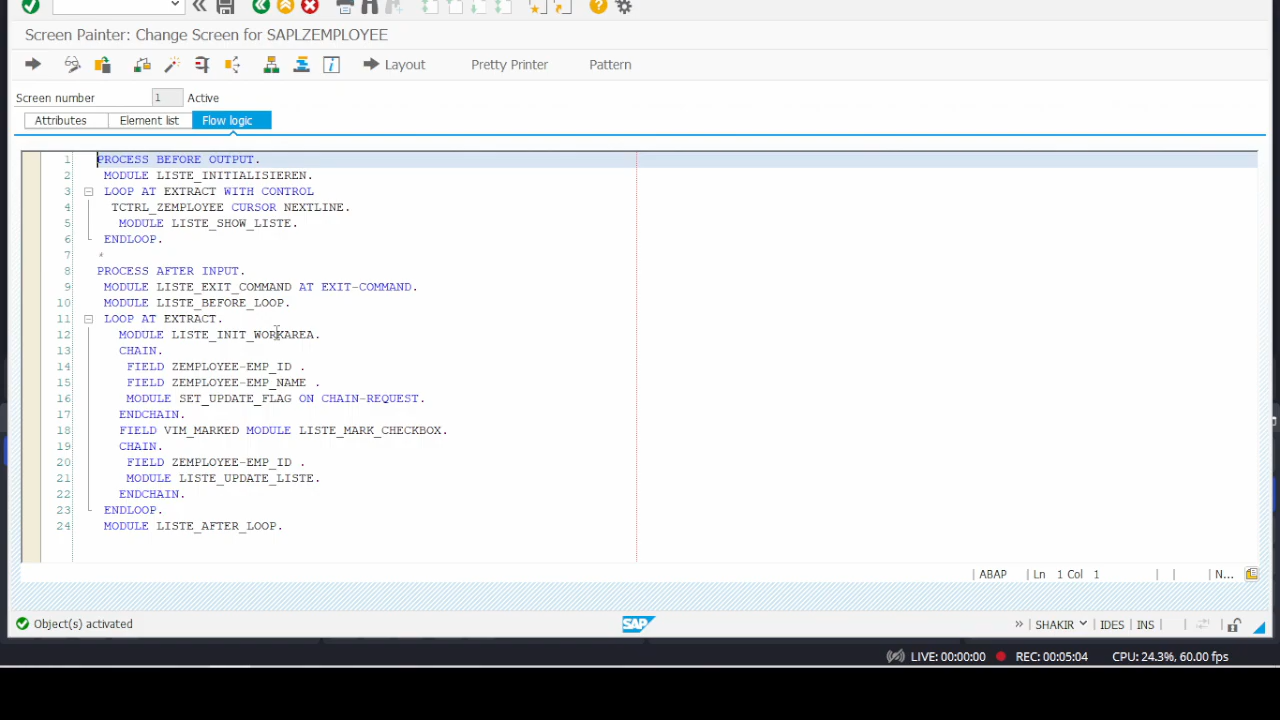 Screen Painter: Change Screen for SAPLZEMPLOYEE
Layout Pretty Printer Pattern
Screen number 1 Active
Attributes Element list Flow logic
1 PROCESS BEFORE OUTPUT.
2 MODULE LISTE_INITIALISIEREN.
3 LOOP AT EXTRACT WITH CONTROL
4 TCTRL_ZEMPLOYEE CURSOR NEXTLINE.
5 MODULE LISTE_SHOW_LISTE.
6 ENDLOOP.
7 *
8 PROCESS AFTER INPUT.
9 MODULE LISTE_EXIT_COMMAND AT EXIT-COMMAND.
10 MODULE LISTE_BEFORE_LOOP.
11 LOOP AT EXTRACT.
12 MODULE LISTE_INIT_WORKAREA.
13 CHAIN.
14 FIELD ZEMPLOYEE-EMP_ID .
15 FIELD ZEMPLOYEE-EMP_NAME .
16 MODULE SET_UPDATE_FLAG ON CHAIN-REQUEST.
17 ENDCHAIN.
18 FIELD VIM_MARKED MODULE LISTE_MARK_CHECKBOX.
19 CHAIN.
20 FIELD ZEMPLOYEE-EMP_ID .
21 MODULE LISTE_UPDATE_LISTE.
22 ENDCHAIN.
23 ENDLOOP.
24 MODULE LISTE_AFTER_LOOP.
ABAP Ln 1 Col 1 N...
Object(s) activated SAP » SHAKIR IDES INS
LIVE: 00:00:00 REC: 00:05:04 CPU: 24.3%, 60.00 fps